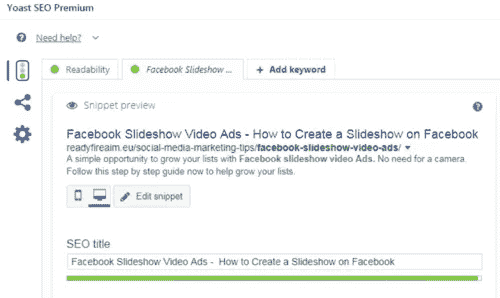 Yoast SEO Premium
Need help?
Readability
Facebook Slideshow ...
+ Add keyword
Snippet preview
Facebook Slideshow Video Ads - How to Create a Slideshow on Facebook
readyfireaim.eu/social-media-marketing-tips/facebook-slideshow-video-ads/
A simple opportunity to grow your lists with Facebook slideshow video Ads. No need for a camera.
Follow this step by step guide now to help grow your lists.
Edit snippet
SEO title
Facebook Slideshow Video Ads - How to Create a Slideshow on Facebook